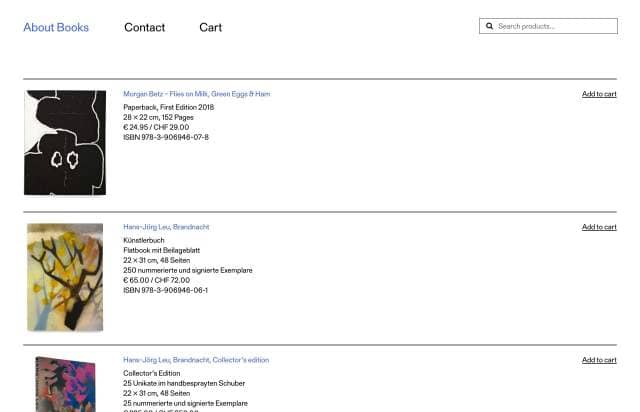 About Books
Contact
Cart
Search products…
Morgan Betz – Flies on Milk, Green Eggs & Ham
Add to cart
Paperback, First Edition 2018
28 × 22 cm, 152 Pages
€ 24.95 / CHF 29.00
ISBN 978-3-906946-07-8
Hans-Jörg Leu, Brandnacht
Add to cart
Künstlerbuch
Flatbook mit Beilageblatt
22 × 31 cm, 48 Seiten
250 nummerierte und signierte Exemplare
€ 65.00 / CHF 72.00
ISBN 978-3-906946-06-1
Hans-Jörg Leu, Brandnacht, Collector's edition
Add to cart
Collector's Edition
25 Unikate im handbesprayten Schuber
22 × 31 cm, 48 Seiten
25 nummerierte und signierte Exemplare